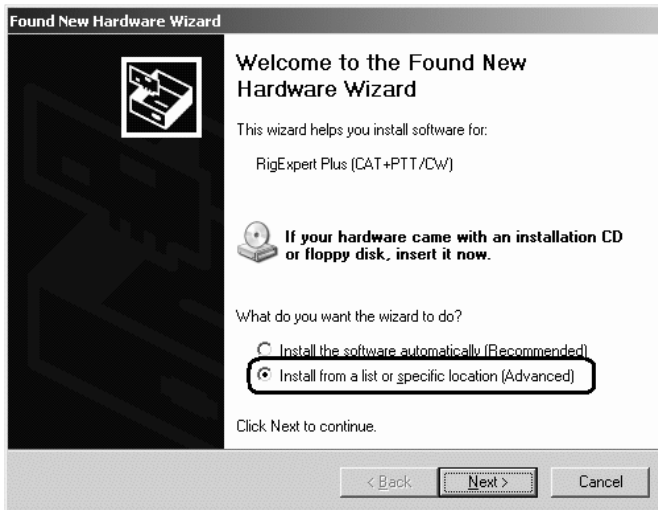 Found New Hardware Wizard
Welcome to the Found New
Hardware Wizard
This wizard helps you install software for:
RigExpert Plus (CAT+PTT/CW)
If your hardware came with an installation CD
or floppy disk, insert it now.
What do you want the wizard to do?
Install the software automatically (Recommended)
Install from a list or specific location (Advanced)
Click Next to continue.
< Back Next > Cancel